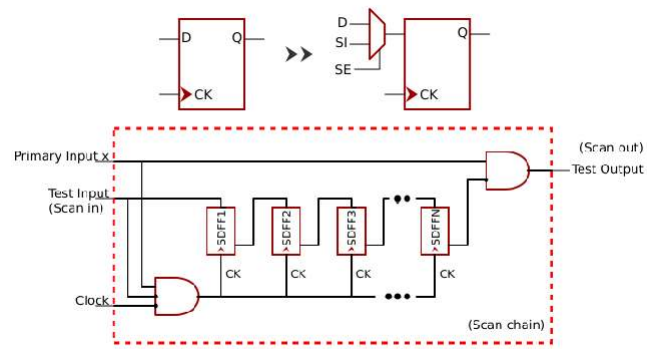 D
Q
CK
D
SI
SE
Q
CK
Primary Input x
(Scan out)
Test Output
Test Input
(Scan in)
SDFF1
SDFF2
SDFF3
SDFFN
CK
CK
CK
CK
Clock
(Scan chain)